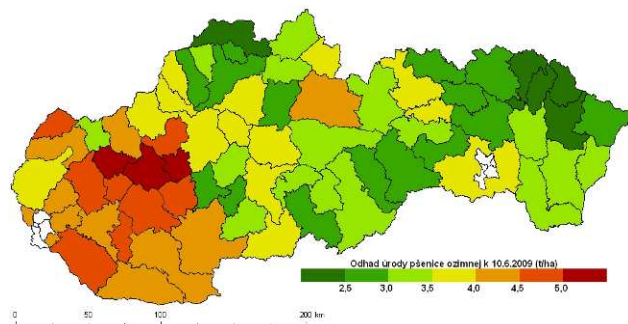 Odhad úrody pšenice ozimnej k 10.6.2009 (t/ha)
2,5 3,0 3,5 4,0 4,5 5,0
0 50 100 200 km